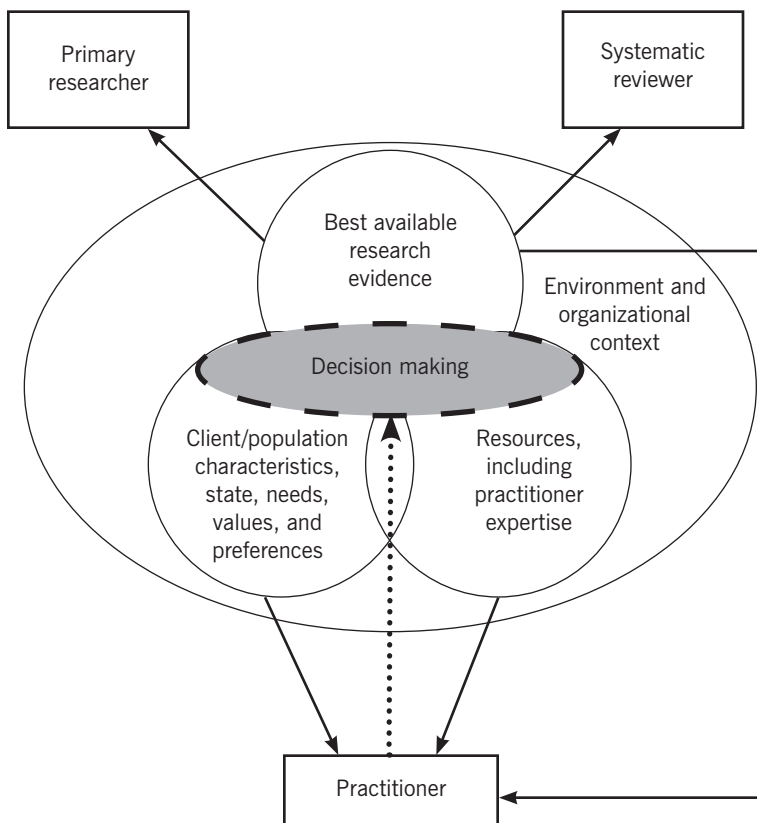 Primary
researcher
Systematic
reviewer
Best available
research
evidence
Environment and
organizational
context
Decision making
Client/population
characteristics,
state, needs,
values, and
preferences
Resources,
including
practitioner
expertise
Practitioner